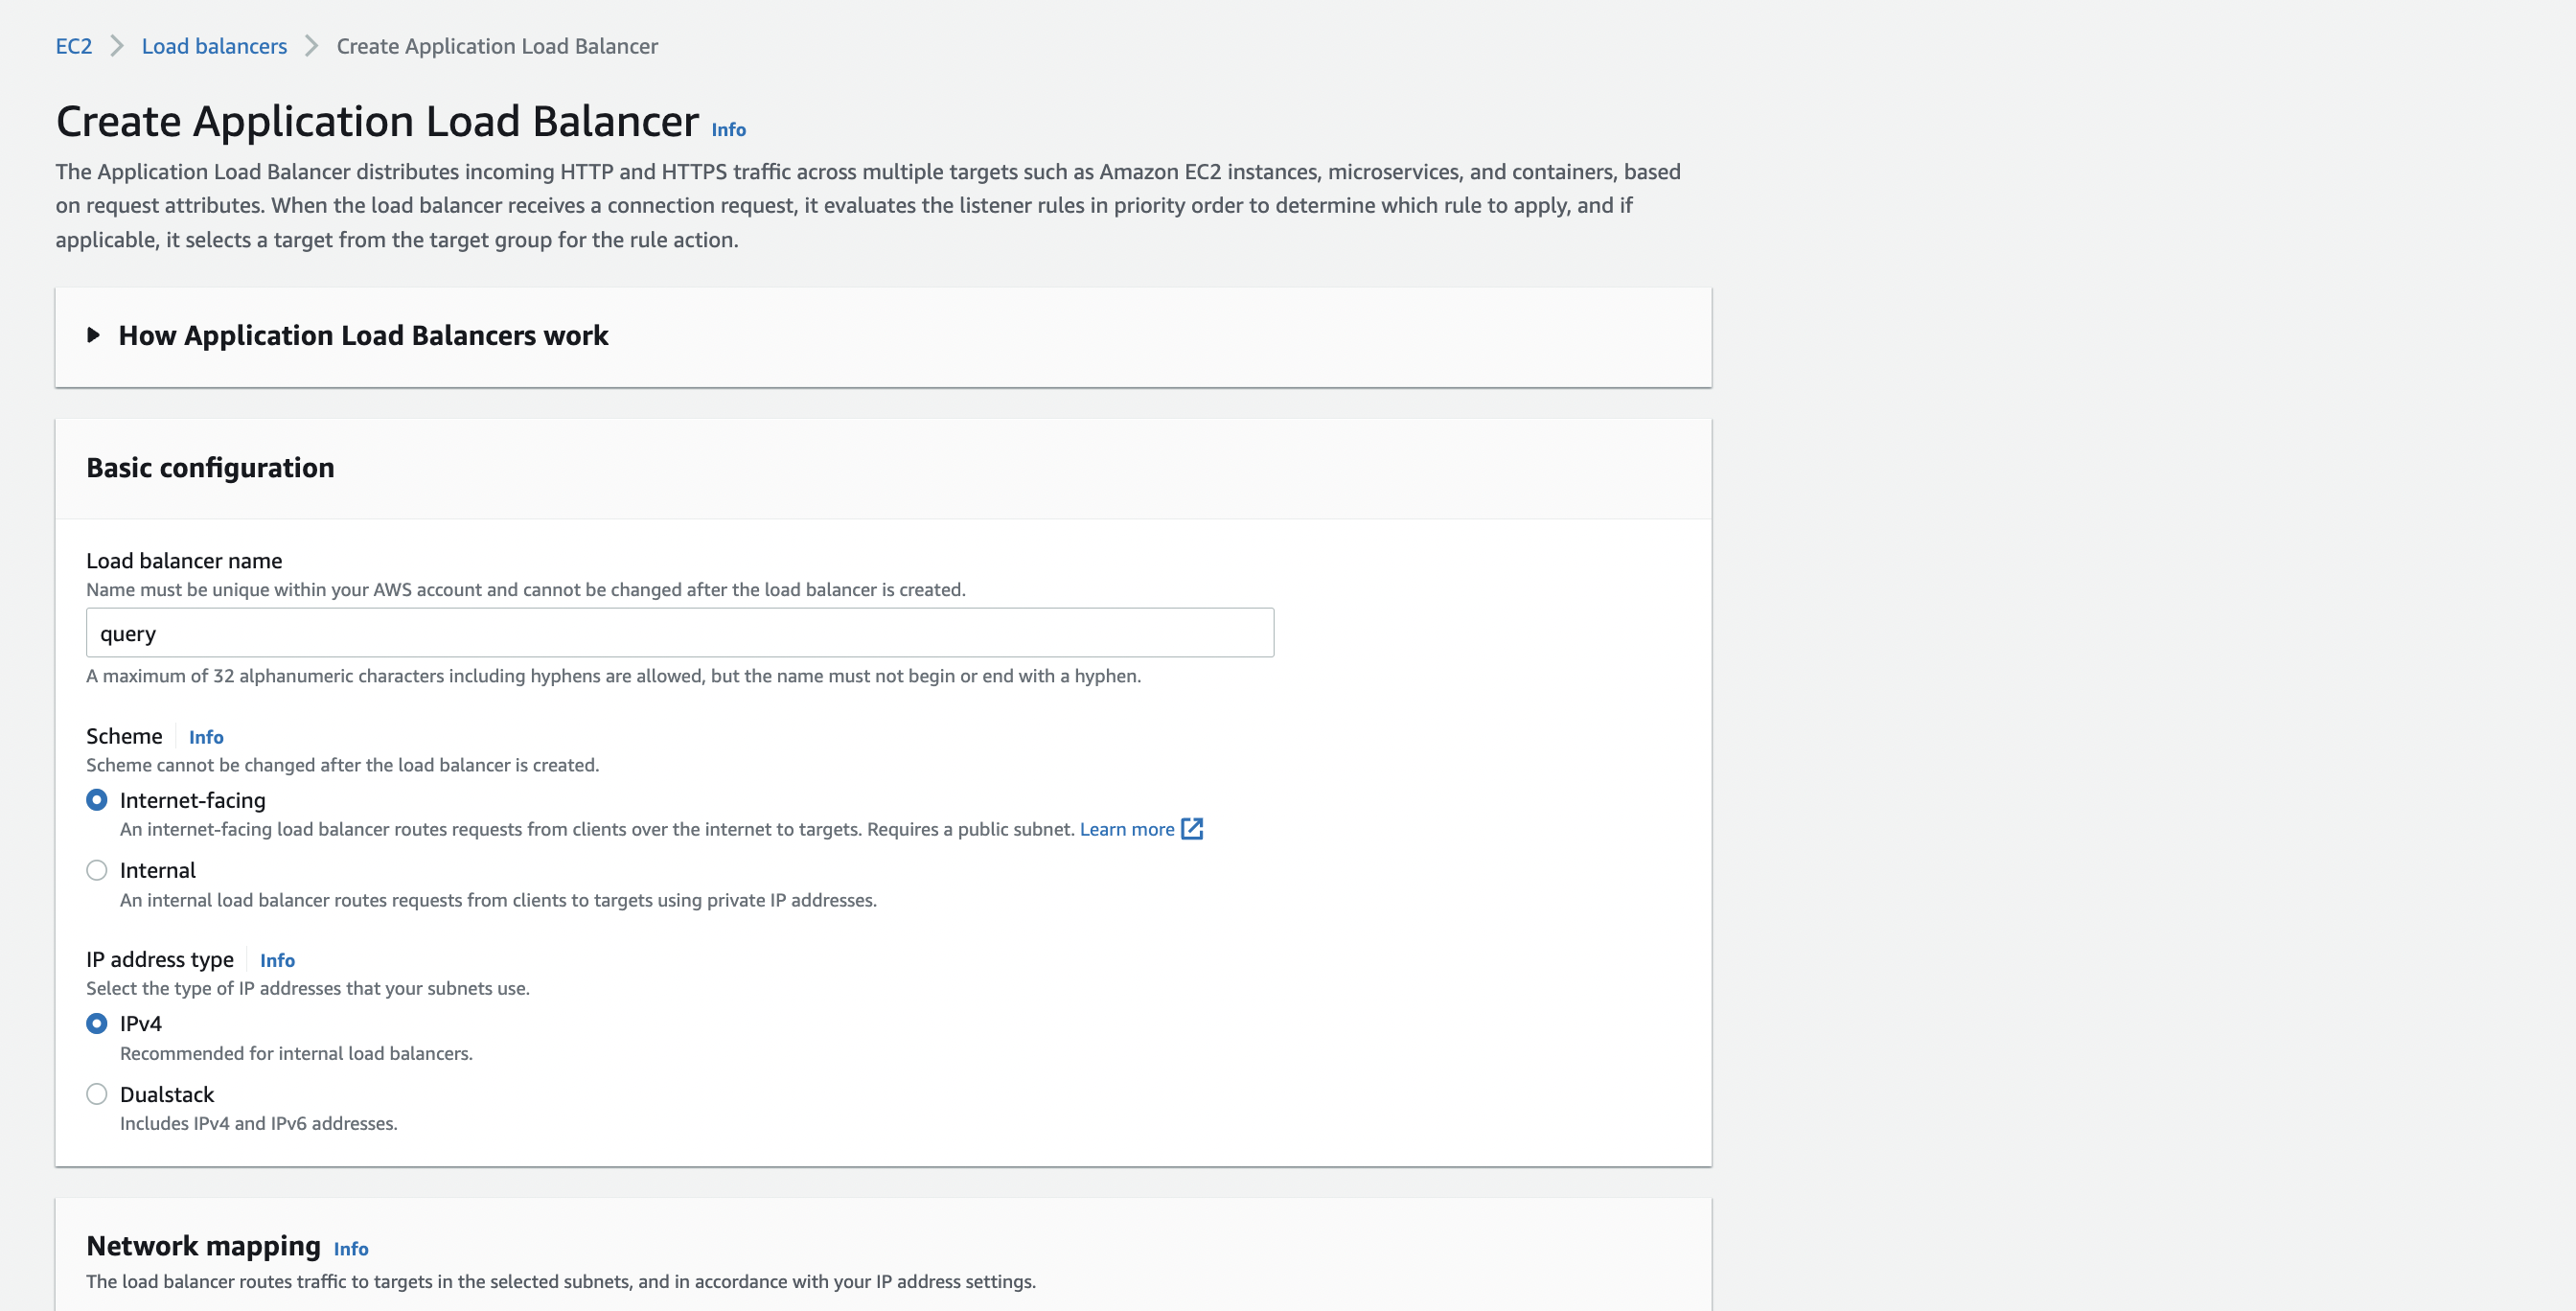 EC2 > Load balancers > Create Application Load Balancer
Create Application Load Balancer Info
The Application Load Balancer distributes incoming HTTP and HTTPS traffic across multiple targets such as Amazon EC2 instances, microservices, and containers, based
on request attributes. When the load balancer receives a connection request, it evaluates the listener rules in priority order to determine which rule to apply, and if
applicable, it selects a target from the target group for the rule action.
How Application Load Balancers work
Basic configuration
Load balancer name
Name must be unique within your AWS account and cannot be changed after the load balancer is created.
query
A maximum of 32 alphanumeric characters including hyphens are allowed, but the name must not begin or end with a hyphen.
Scheme Info
Scheme cannot be changed after the load balancer is created.
Internet-facing
An internet-facing load balancer routes requests from clients over the internet to targets. Requires a public subnet. Learn more
Internal
An internal load balancer routes requests from clients to targets using private IP addresses.
IP address type Info
Select the type of IP addresses that your subnets use.
IPv4
Recommended for internal load balancers.
Dualstack
Includes IPv4 and IPv6 addresses.
Network mapping Info
The load balancer routes traffic to targets in the selected subnets, and in accordance with your IP address settings.